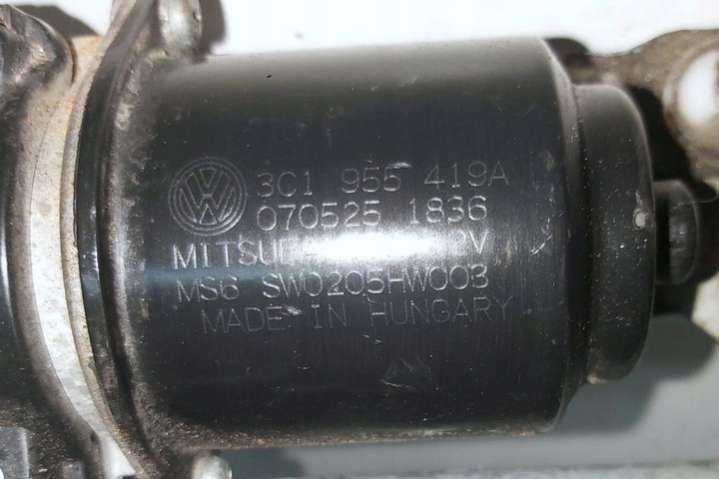 3C1 955 419A
070525 1836
MS6 SW0205HW003
MADE IN HUNGARY